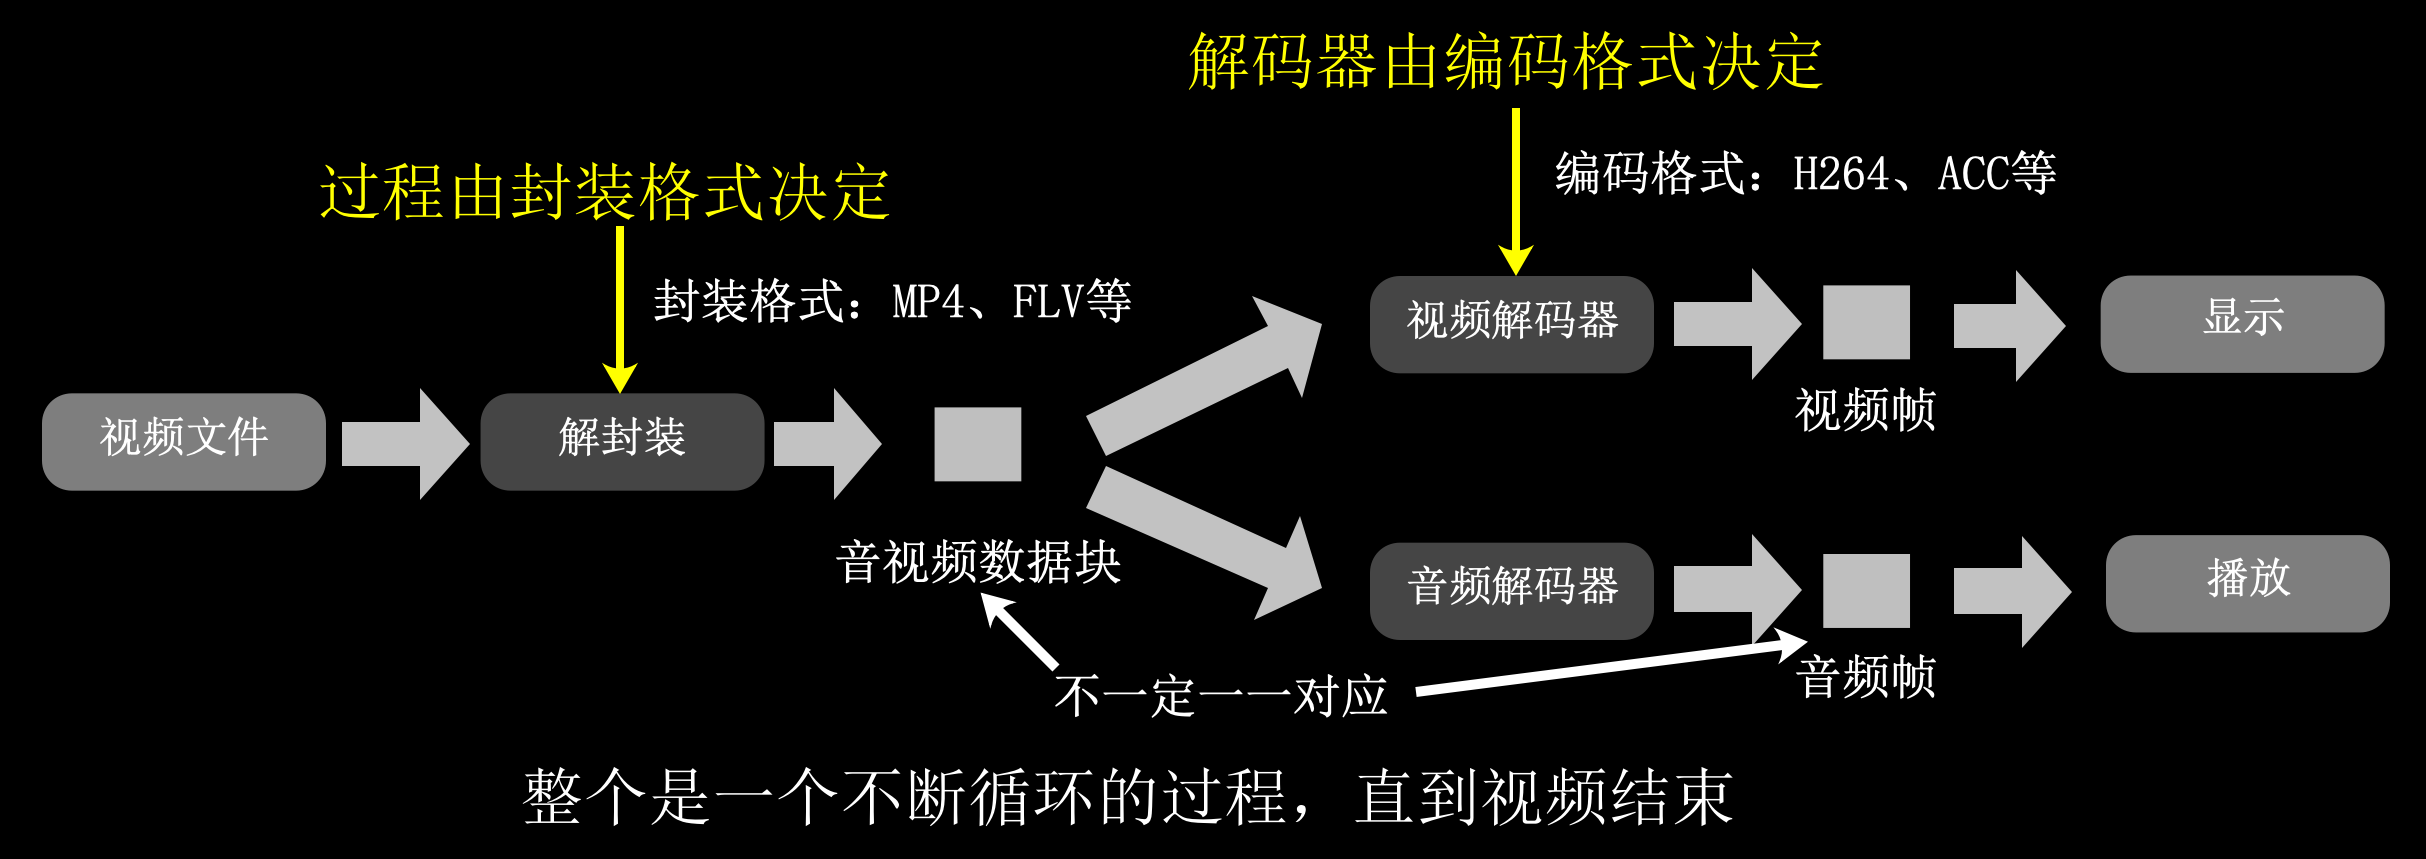 解码器由编码格式决定
过程由封装格式决定
编码格式：H264、ACC等
封装格式：MP4、FLV等
视频解码器
显示
视频帧
视频文件
解封装
音视频数据块
音频解码器
播放
音频帧
不一定一一对应
整个是一个不断循环的过程，直到视频结束